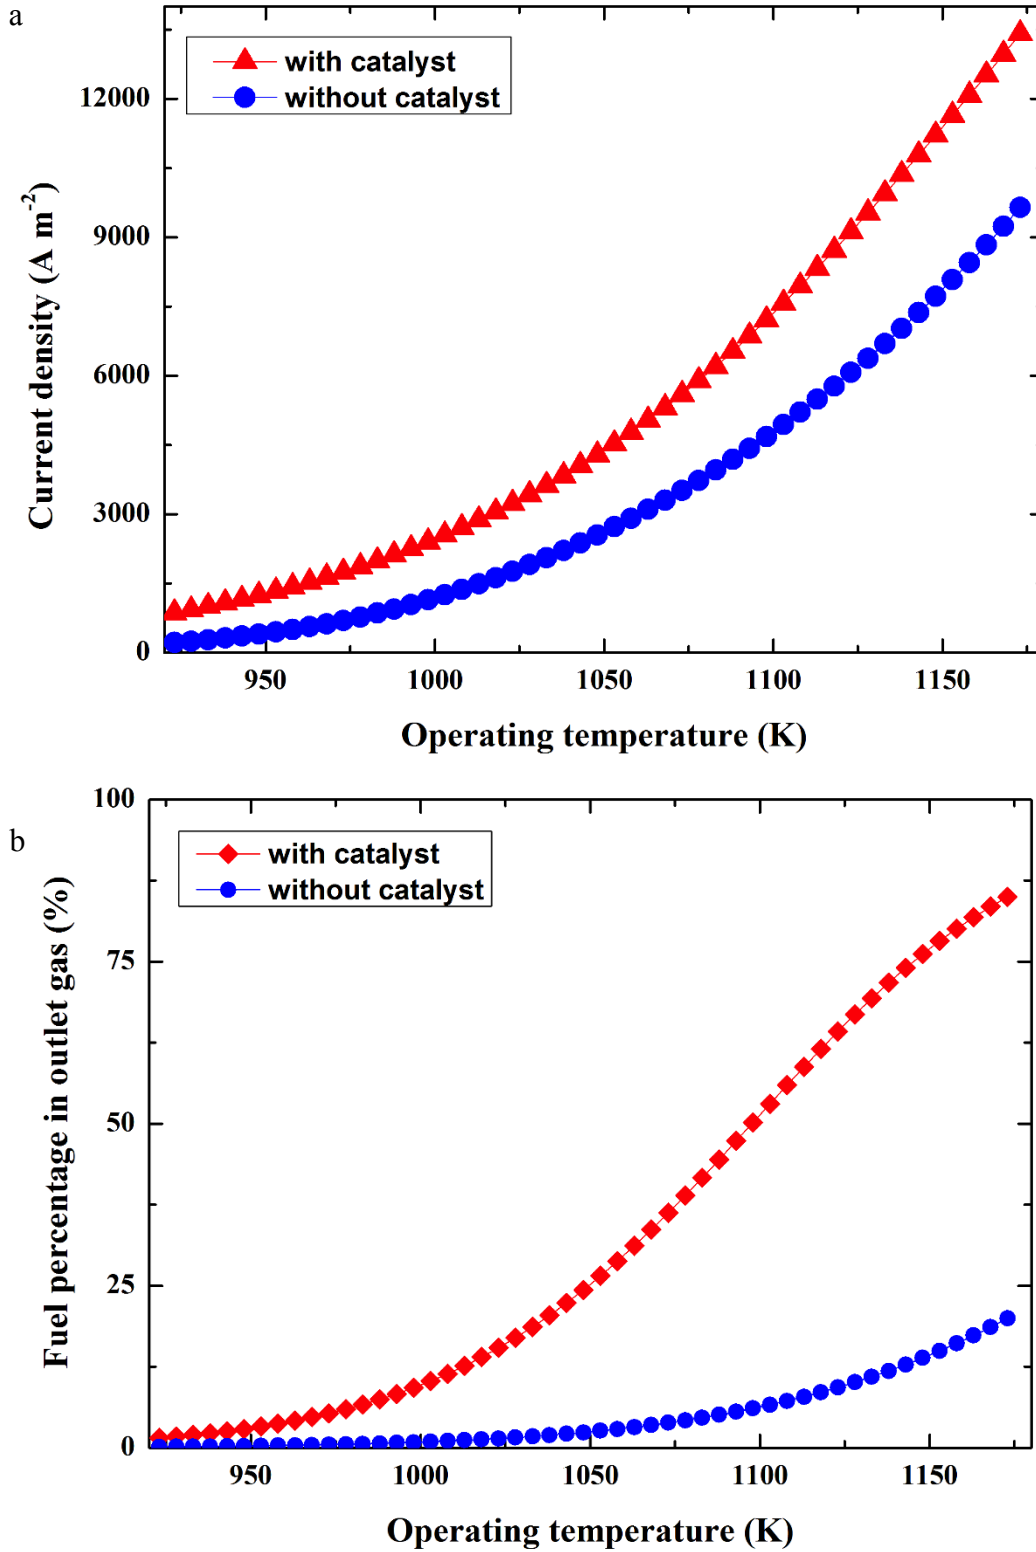 a
with catalyst
without catalyst
12000
9000
6000
3000
0
950 1000 1050 1100 1150
Current density (A m-2)
Operating temperature (K)
b
with catalyst
without catalyst
100
75
50
25
0
950 1000 1050 1100 1150
Fuel percentage in outlet gas (%)
Operating temperature (K)